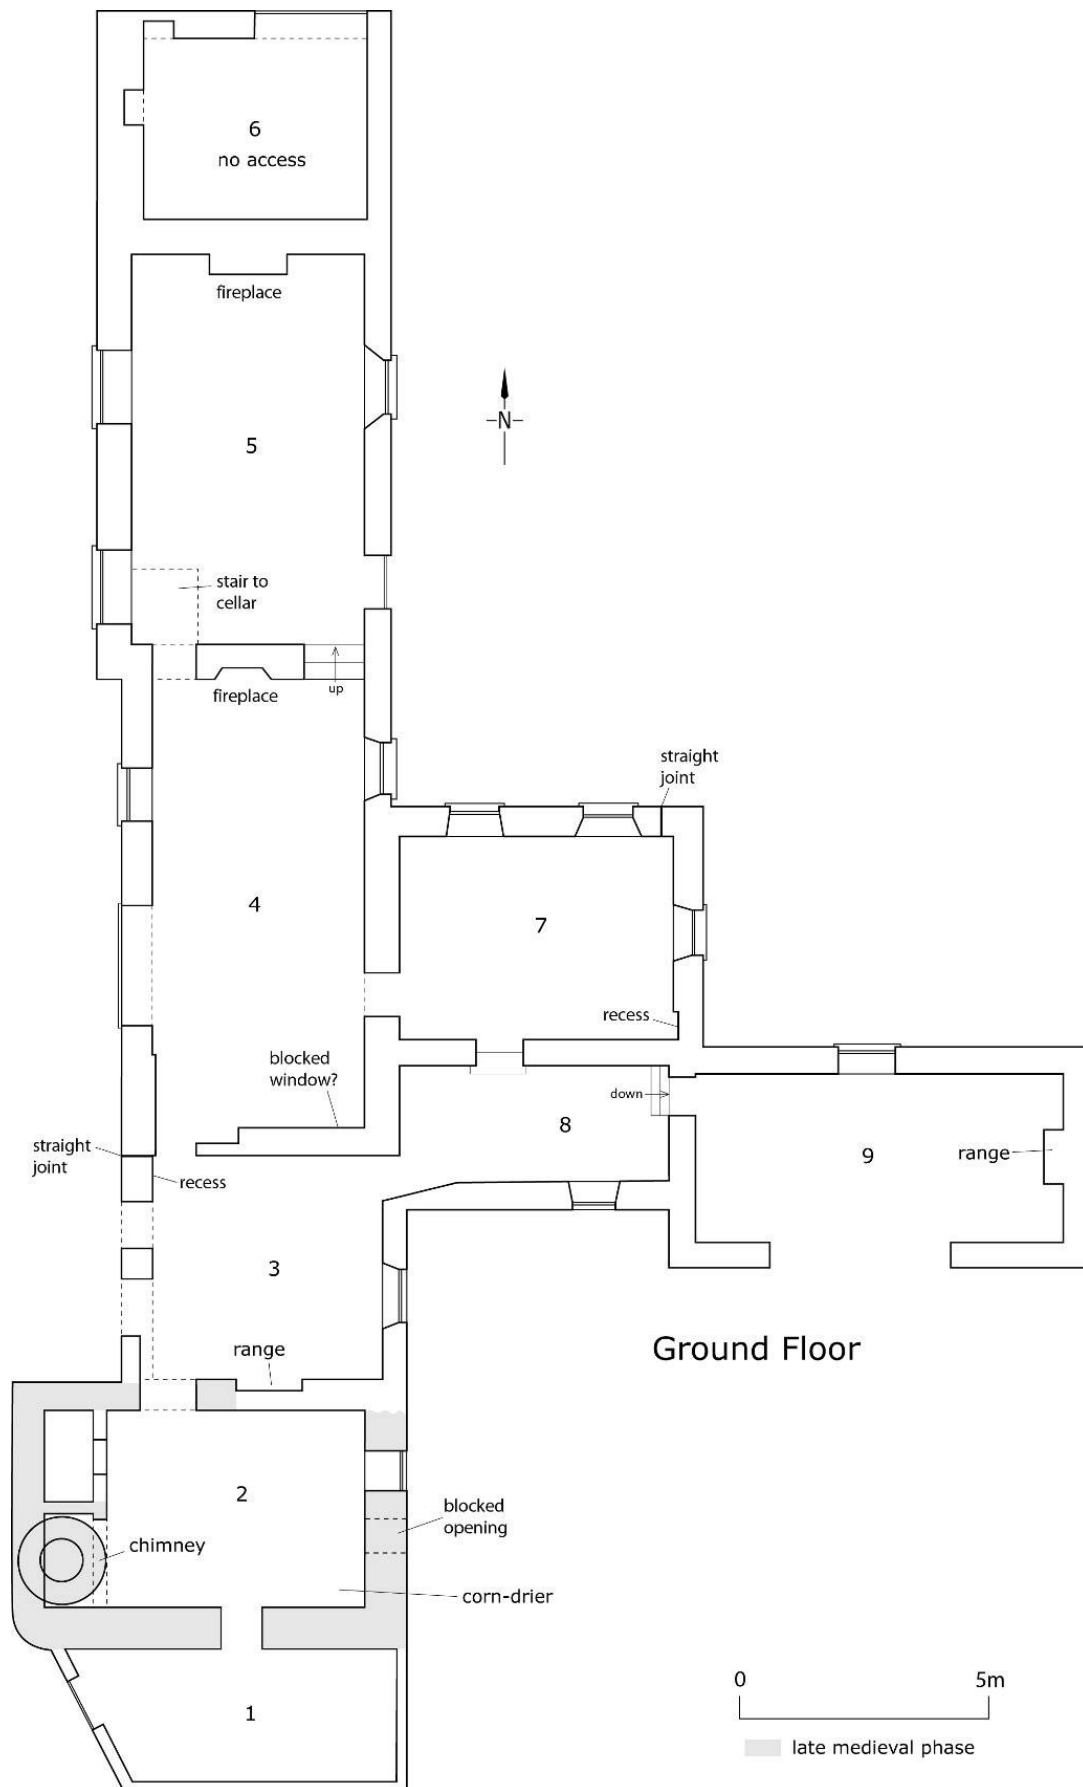 6
no access
fireplace
N
5
stair to
cellar
fireplace
up
straight
joint
4
7
recess
blocked
window?
down
8
straight
joint
recess
9
range
3
range
Ground Floor
2
blocked
opening
chimney
corn-drier
1
0
5m
late medieval phase